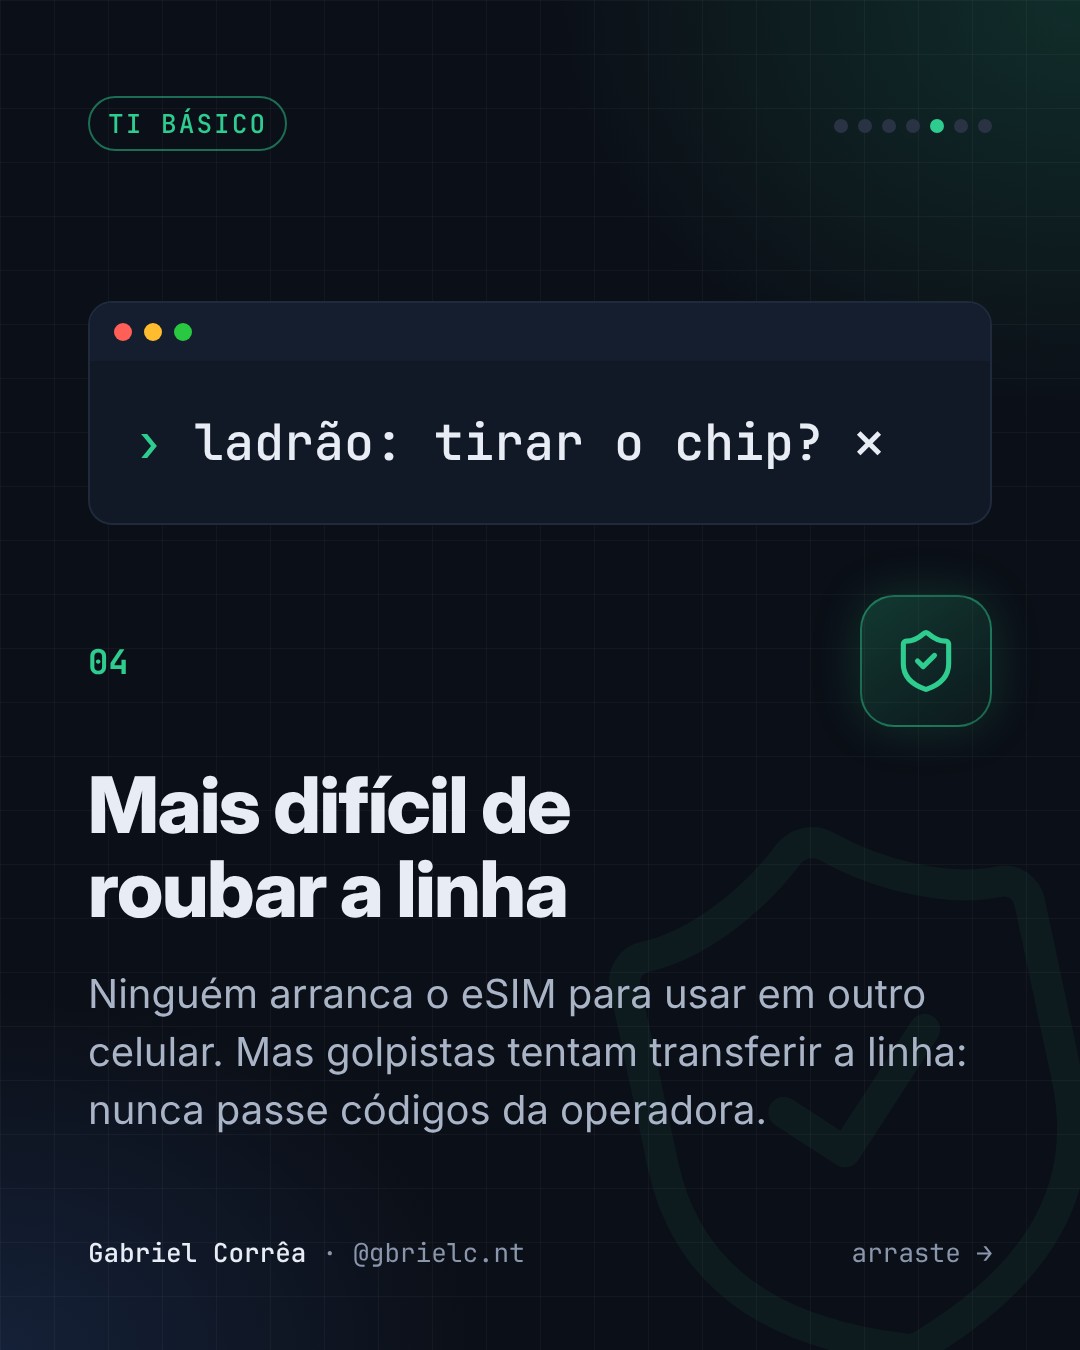 TI BÁSICO
› ladrão: tirar o chip? ×
04
Mais difícil de
roubar a linha
Ninguém arranca o eSIM para usar em outro
celular. Mas golpistas tentam transferir a linha:
nunca passe códigos da operadora.
Gabriel Corrêa · @gbrielc.nt
arraste →